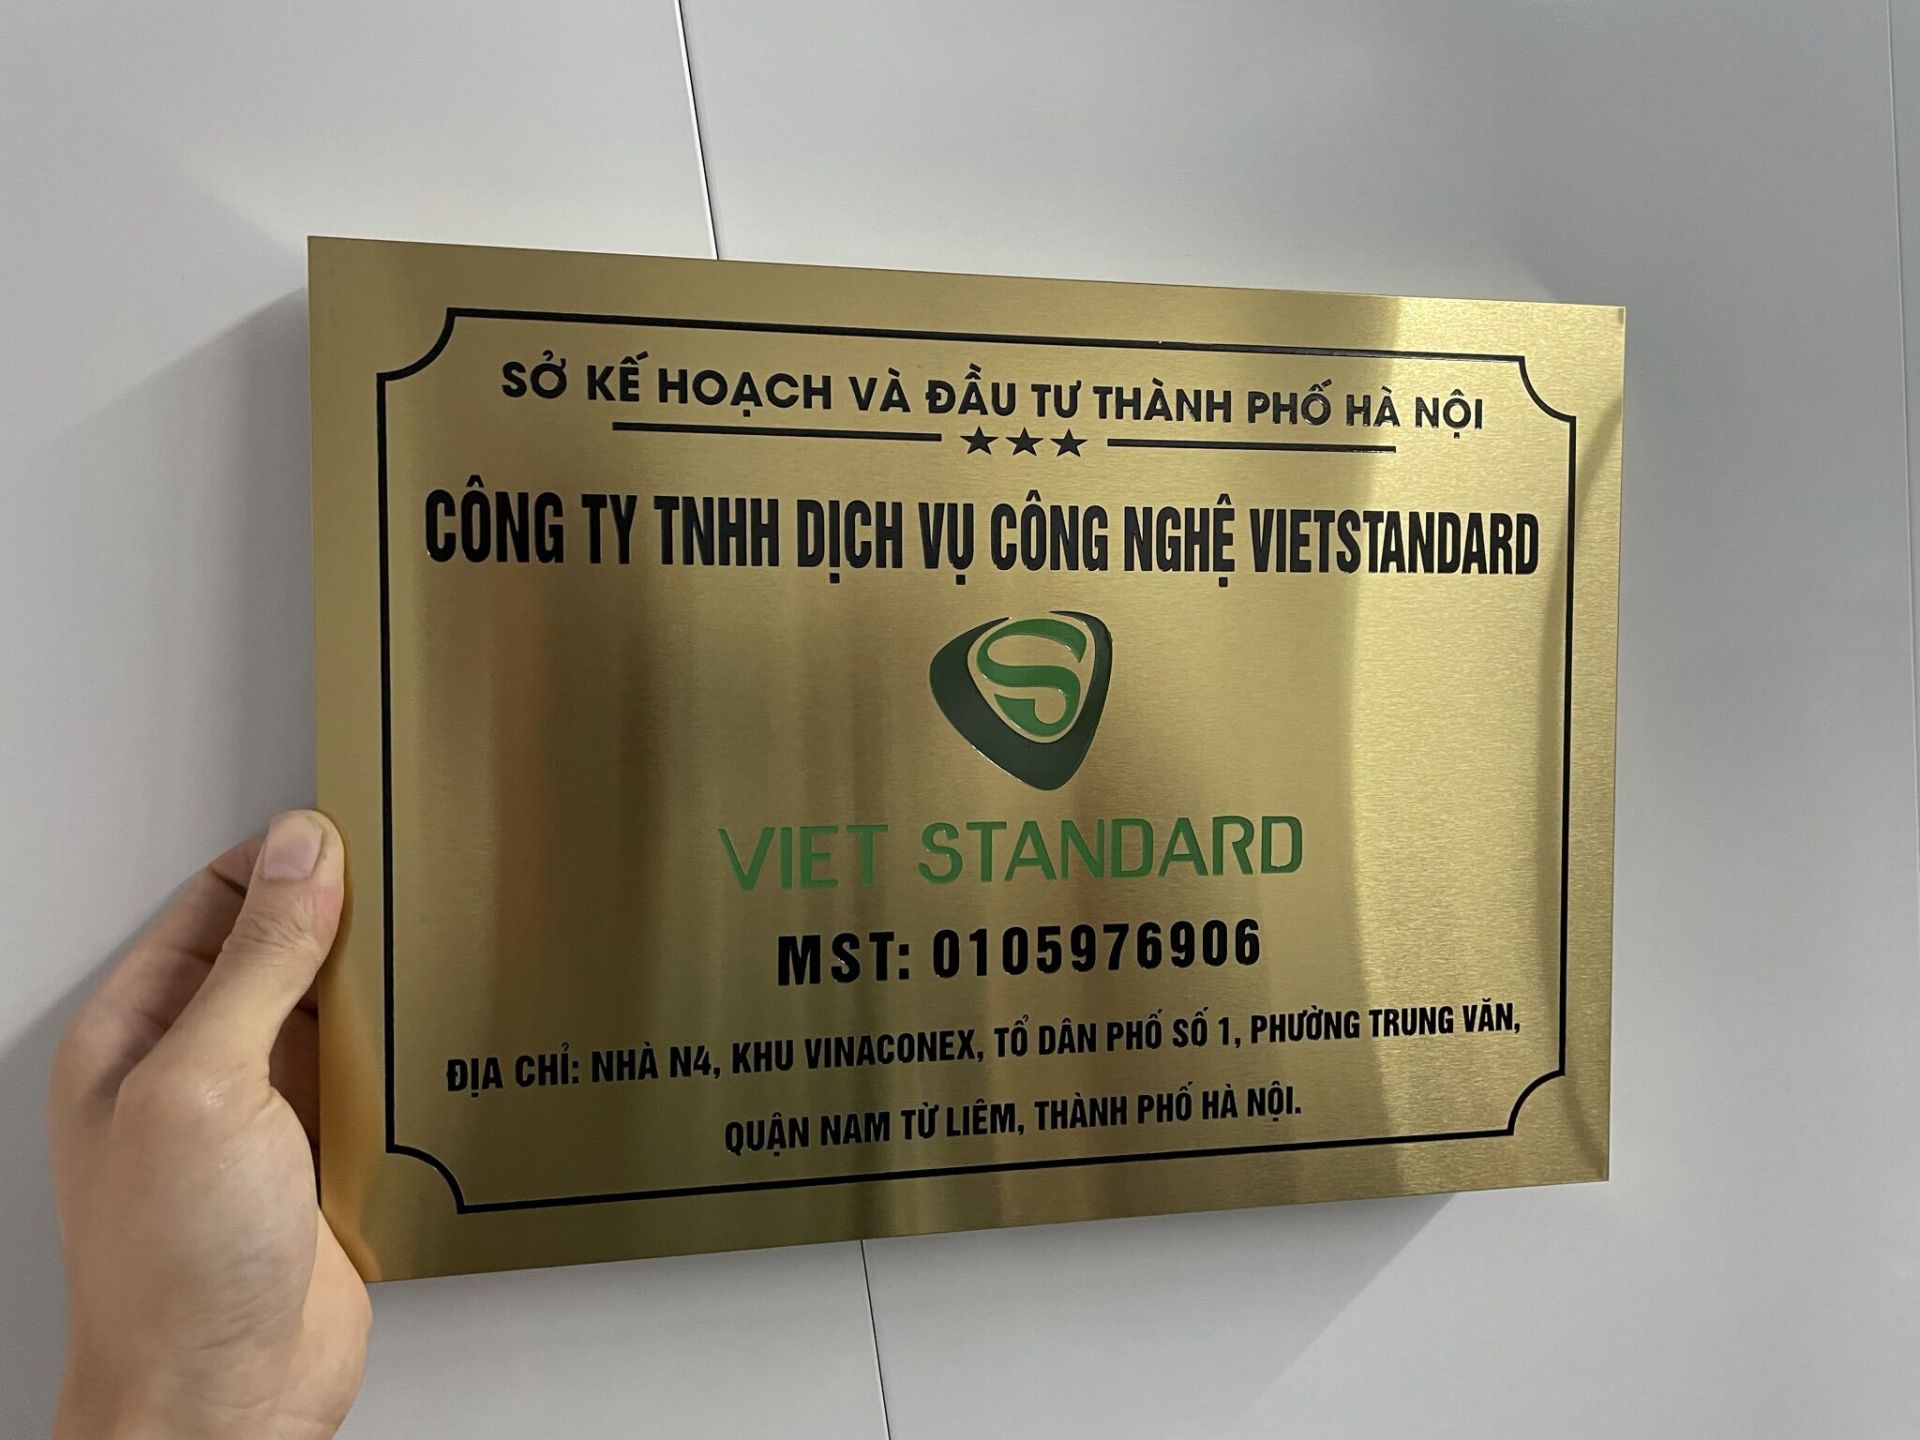 SỞ KẾ HOẠCH VÀ ĐẦU TƯ THÀNH PHỐ HÀ NỘI
CÔNG TY TNHH DỊCH VỤ CÔNG NGHỆ VIETSTANDARD
S
VIET STANDARD
MST: 0105976906
ĐỊA CHỈ: NHÀ N4, KHU VINACONEX, TỔ DÂN PHỐ SỐ 1, PHƯỜNG TRUNG VĂN,
QUẬN NAM TỪ LIÊM, THÀNH PHỐ HÀ NỘI.